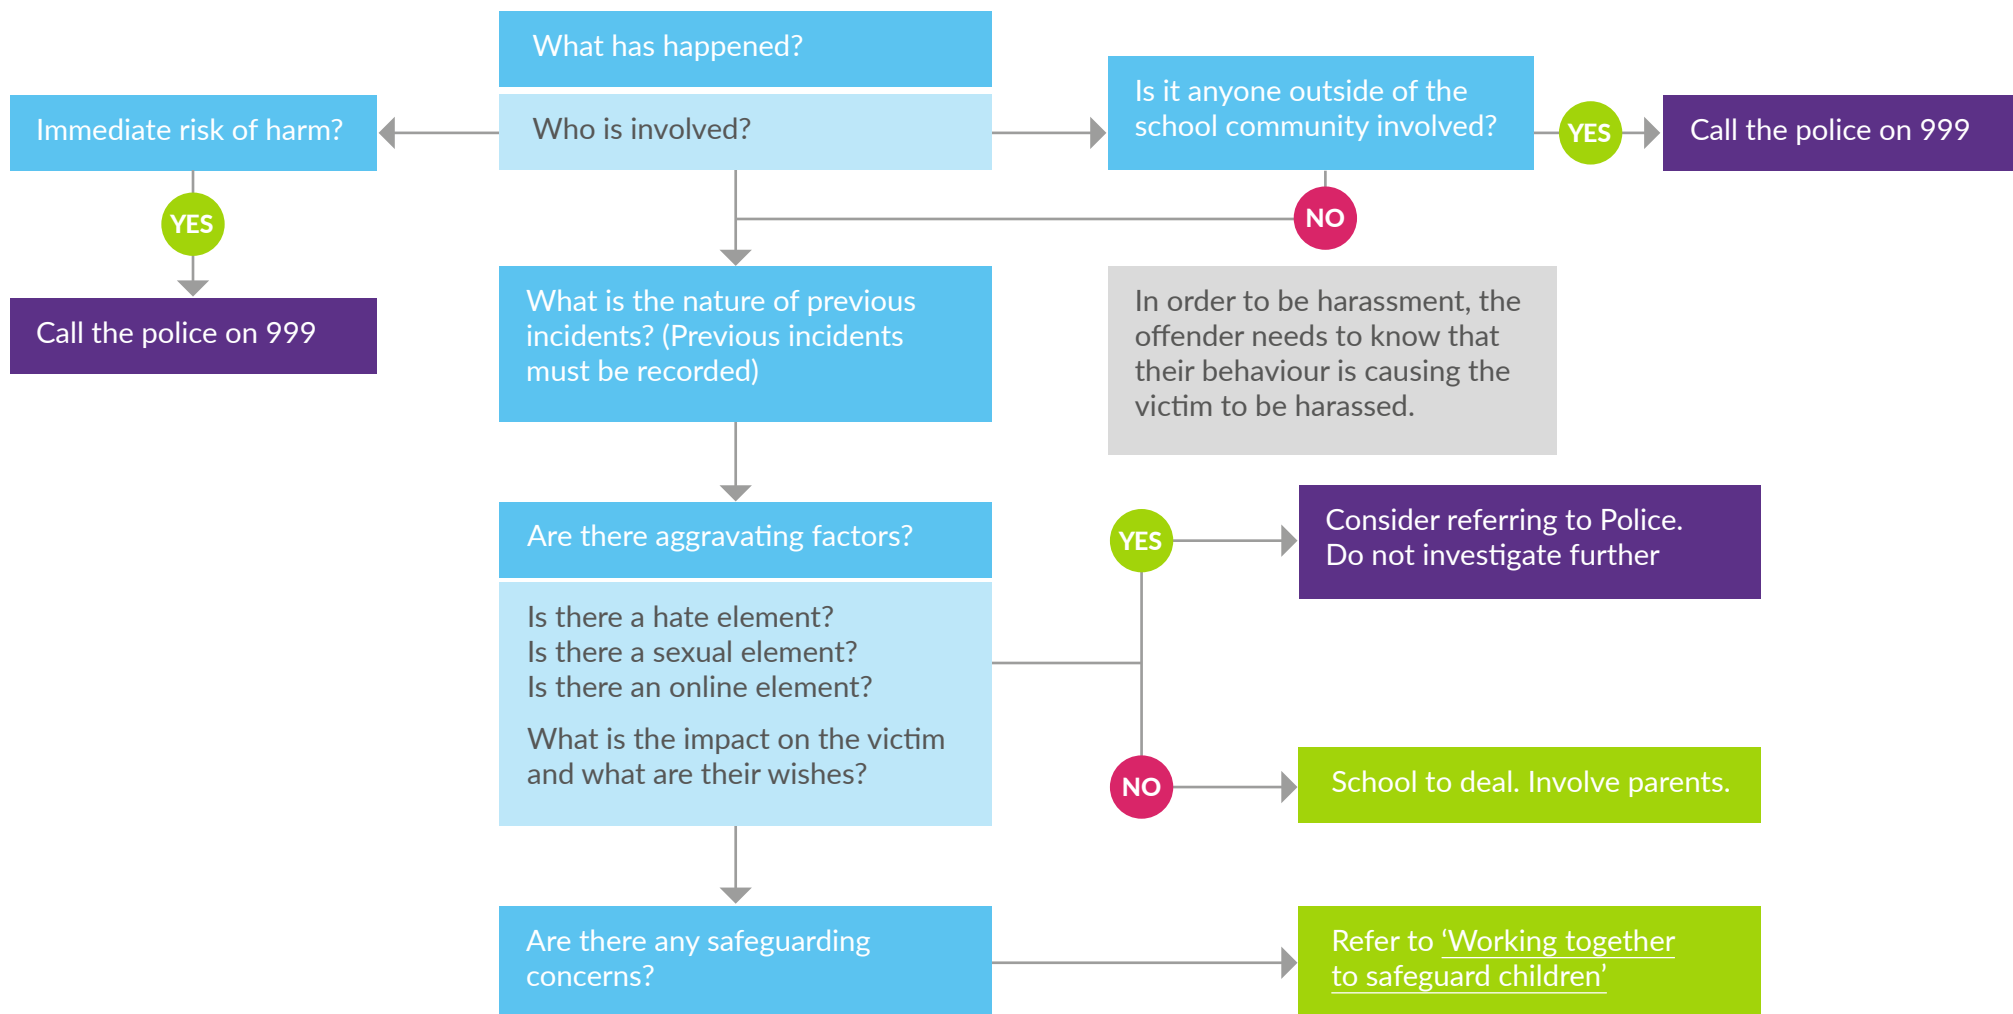 What has happened?
Who is involved?
Immediate risk of harm?
YES
Call the police on 999
Is it anyone outside of the
school community involved?
YES
Call the police on 999
NO
What is the nature of previous
incidents? (Previous incidents
must be recorded)
In order to be harassment, the
offender needs to know that
their behaviour is causing the
victim to be harassed.
Are there aggravating factors?
Is there a hate element?
Is there a sexual element?
Is there an online element?
What is the impact on the victim
and what are their wishes?
YES
Consider referring to Police.
Do not investigate further
NO
School to deal. Involve parents.
Are there any safeguarding
concerns?
Refer to ‘Working together
to safeguard children’